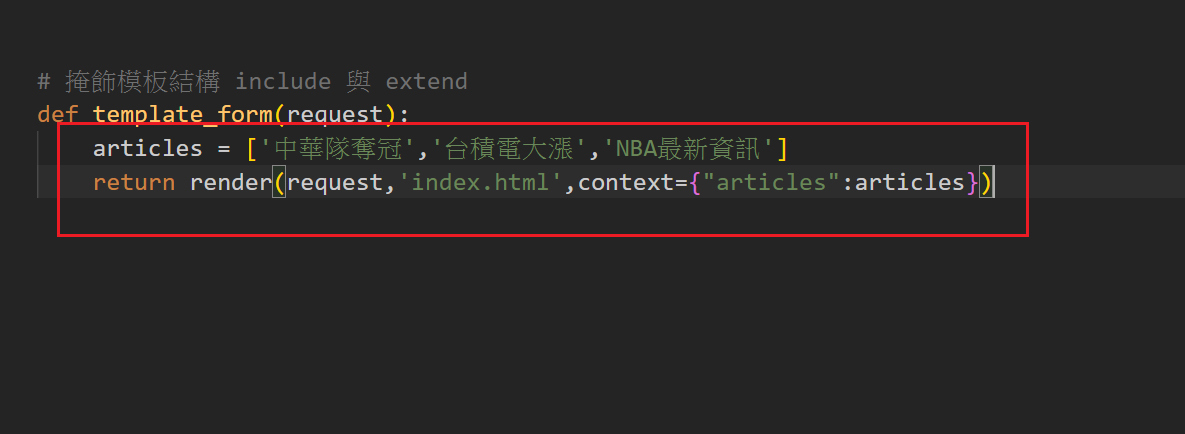 # 掩飾模板結構 include 與 extend
def template_form(request):
articles = ['中華隊奪冠','台積電大漲','NBA最新資訊']
return render(request,'index.html',context={"articles":articles})